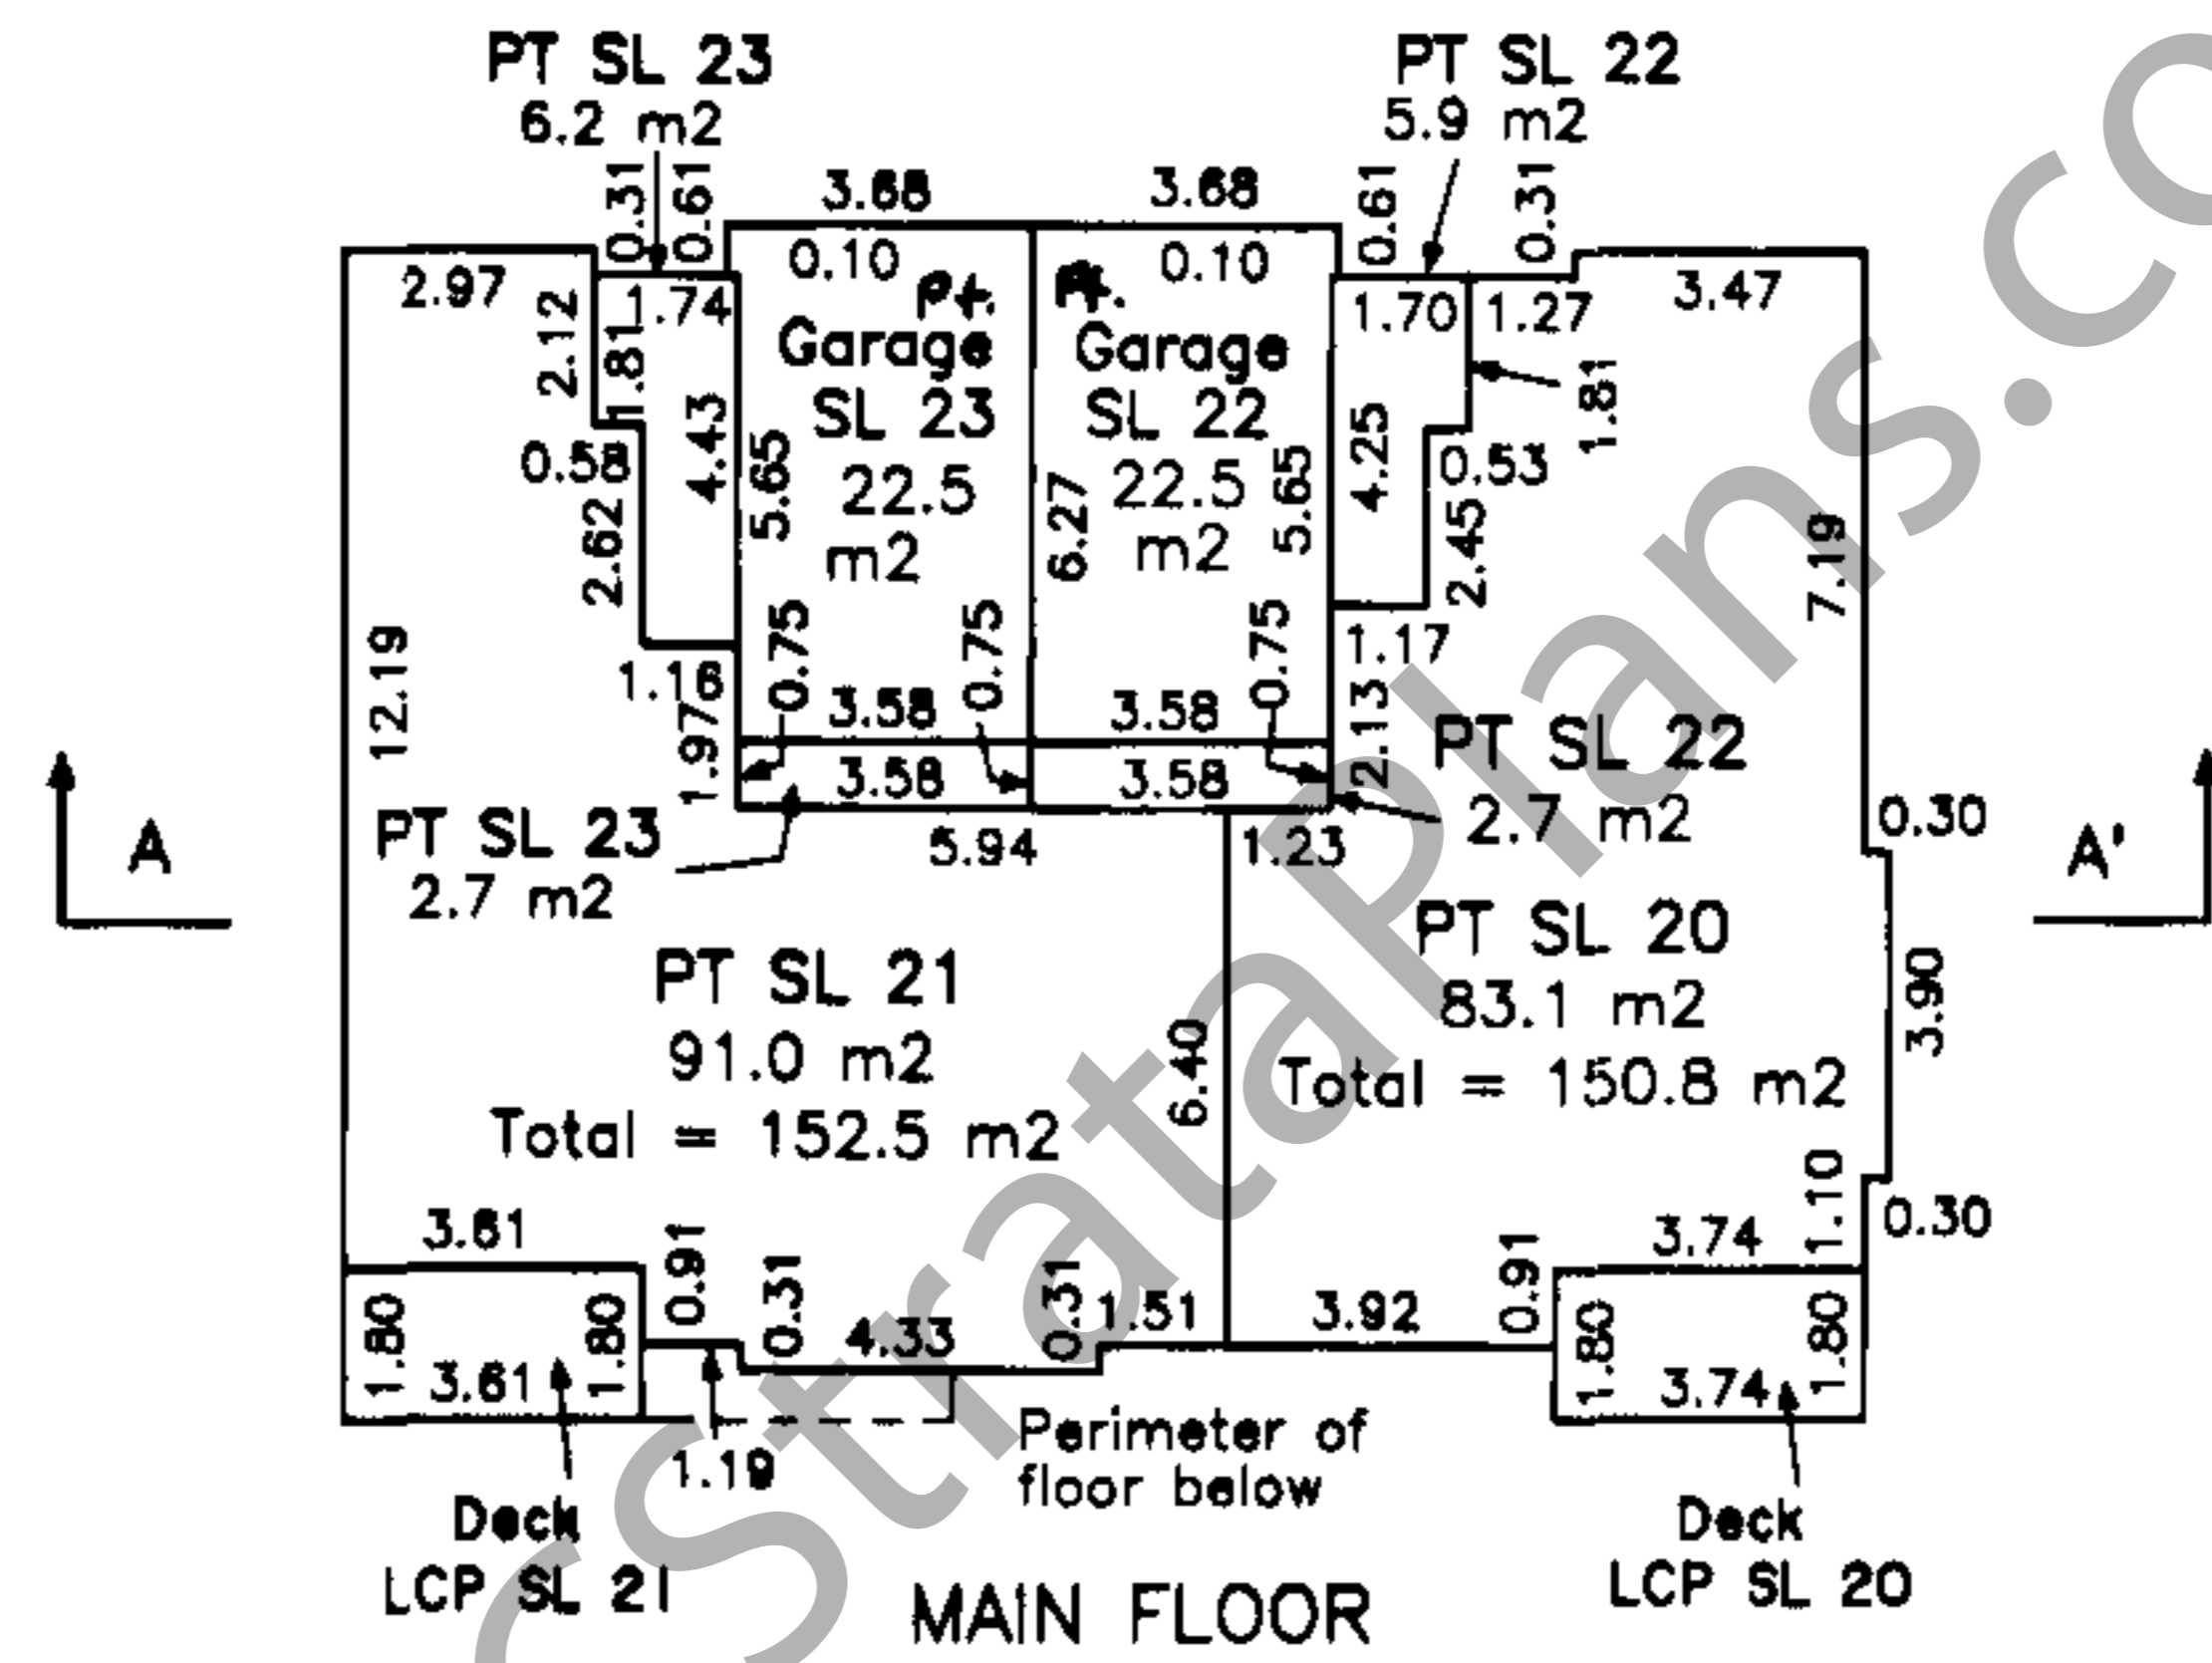 PT SL 23
6.2 m2
PT SL 22
5.9 m2
0.31
0.61
3.68
3.68
0.61
0.31
2.97
0.10
0.10
3.47
1.74
Pt.
Pt.
1.70
1.27
2.12
1.81
Garage
SL 23
22.5
m2
Garage
SL 22
22.5
m2
1.81
4.43
5.65
6.27
5.65
4.25
0.58
0.53
2.62
2.45
7.19
12.19
1.16
1.17
0.75
0.75
0.75
3.58
3.58
1.976
2.13
3.58
3.58
PT SL 22
2.7 m2
PT SL 23
2.7 m2
5.94
1.23
0.30
A
A'
PT SL 21
91.0 m2
Total = 152.5 m2
PT SL 20
83.1 m2
Total = 150.8 m2
6.40
3.90
3.61
0.91
0.31
4.33
0.31
1.51
3.92
0.91
3.74
1.10
0.30
1.80
1.80
3.61
1.80
1.80
3.74
1.19
Perimeter of
floor below
Deck
LCP SL 21
Deck
LCP SL 20
MAIN FLOOR
CStrataPlans.co